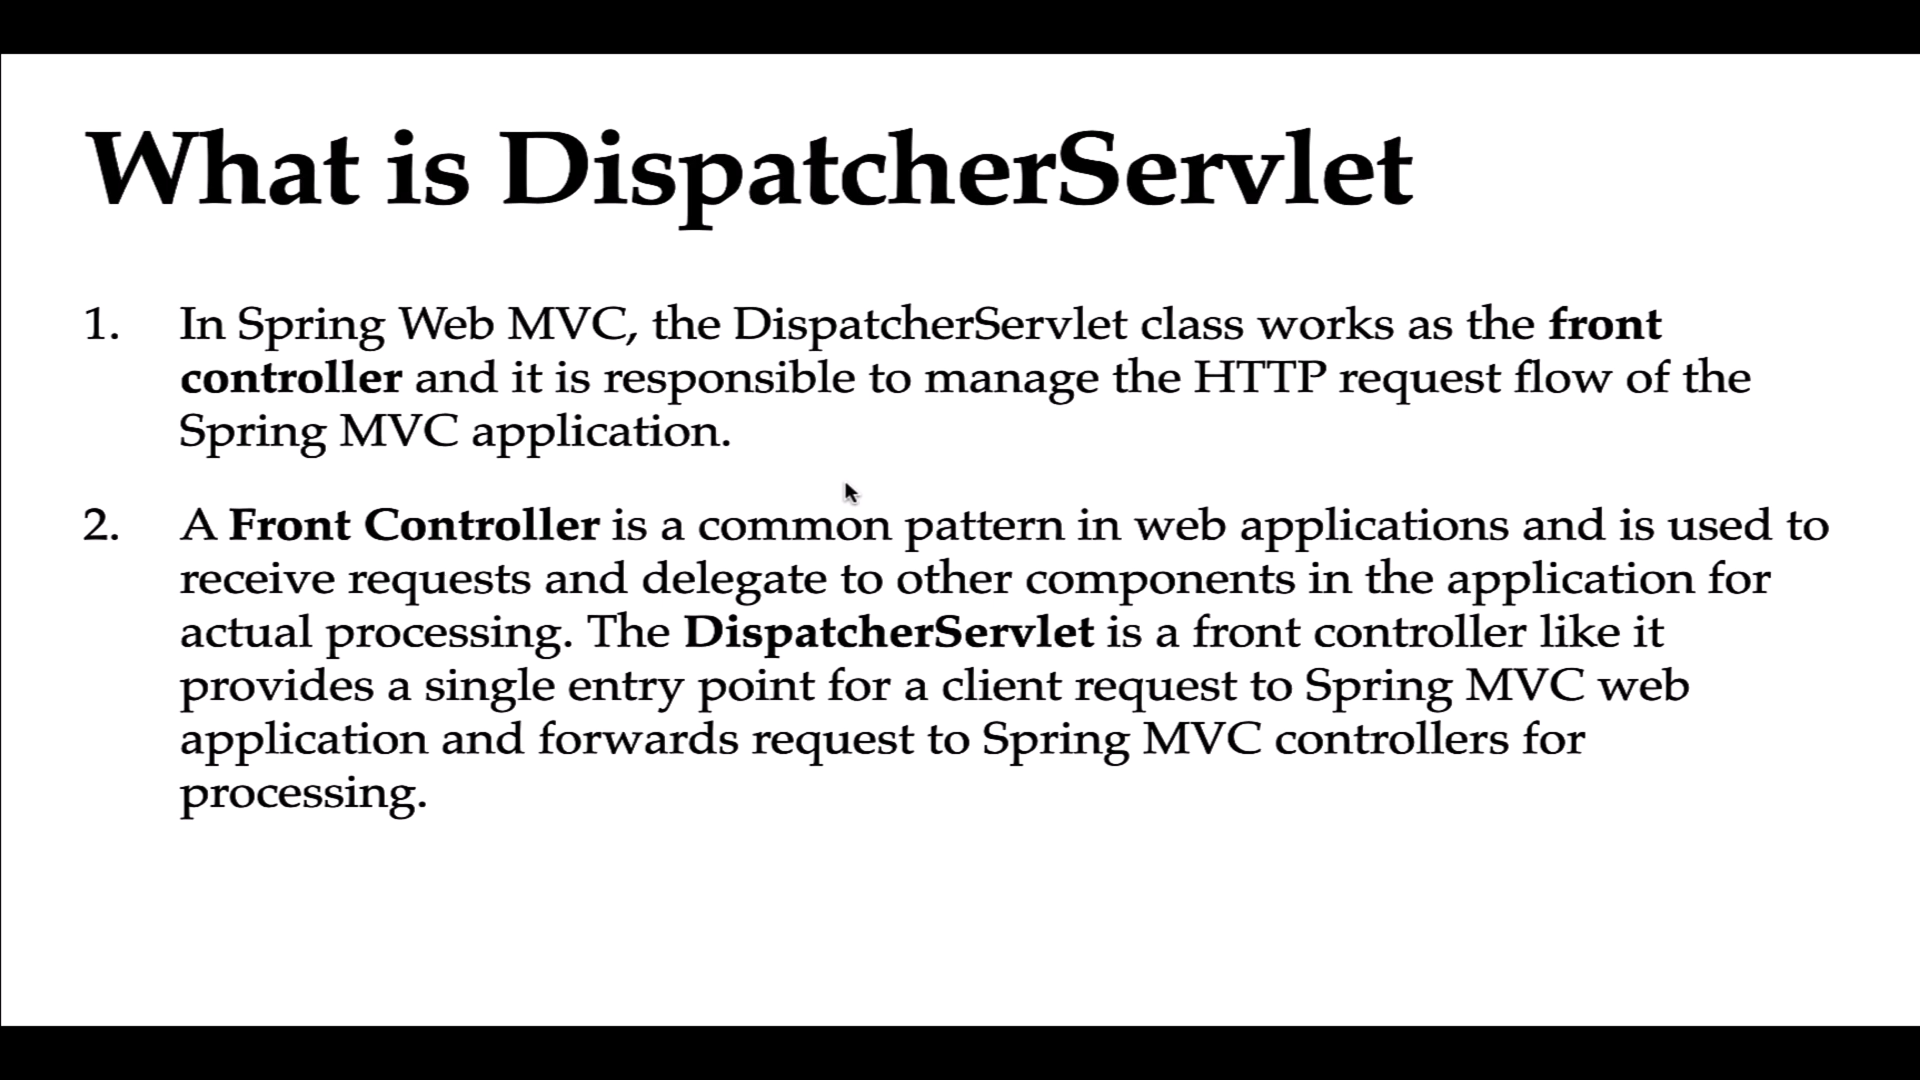 What is DispatcherServlet
1. In Spring Web MVC, the DispatcherServlet class works as the front
controller and it is responsible to manage the HTTP request flow of the
Spring MVC application.
2. A Front Controller is a common pattern in web applications and is used to
receive requests and delegate to other components in the application for
actual processing. The DispatcherServlet is a front controller like it
provides a single entry point for a client request to Spring MVC web
application and forwards request to Spring MVC controllers for
processing.